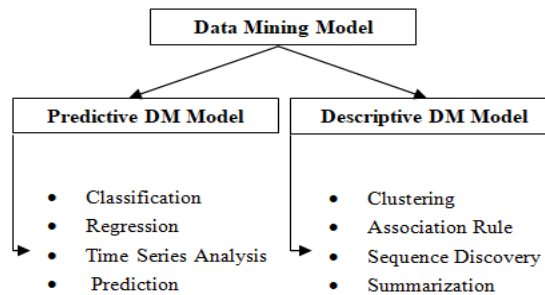 Data Mining Model
Predictive DM Model
Descriptive DM Model
• Classification
• Regression
• Time Series Analysis
• Prediction
• Clustering
• Association Rule
• Sequence Discovery
• Summarization